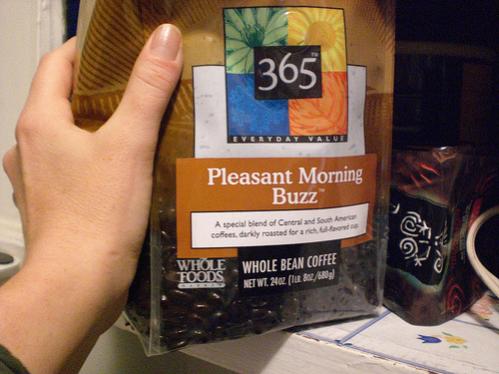 365™
EVERYDAY VALUE
Pleasant Morning
Buzz™
A special blend of Central and South American
coffees, darkly roasted for a rich, full-flavored cup.
WHOLE
FOODS
MARKET
WHOLE BEAN COFFEE
NET WT. 24OZ (1LB. 8OZ/680g)